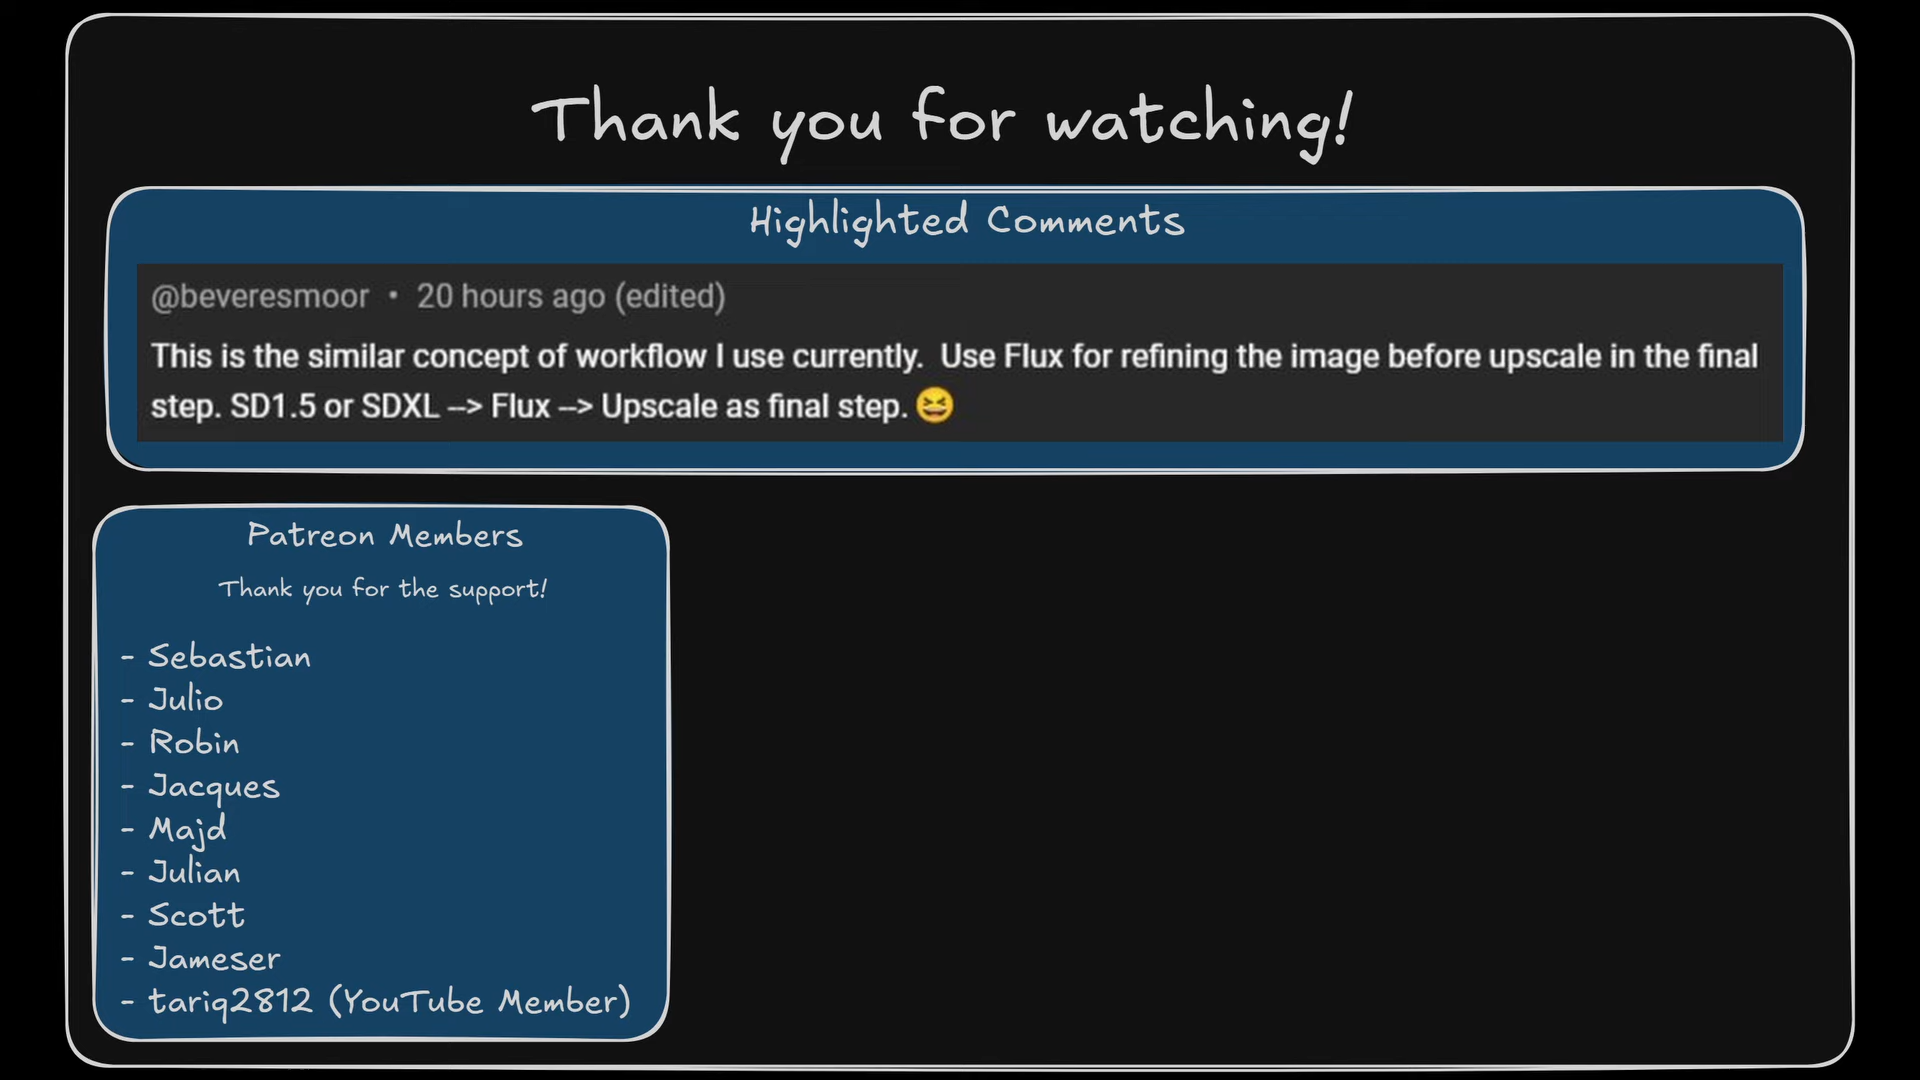 Thank you for watching!
Highlighted Comments
@beveresmoor • 20 hours ago (edited)
This is the similar concept of workflow I use currently.  Use Flux for refining the image before upscale in the final
step. SD1.5 or SDXL --> Flux --> Upscale as final step. 😆
Patreon Members
Thank you for the support!
- Sebastian
- Julio
- Robin
- Jacques
- Majd
- Julian
- Scott
- Jameser
- tariq2812 (YouTube Member)